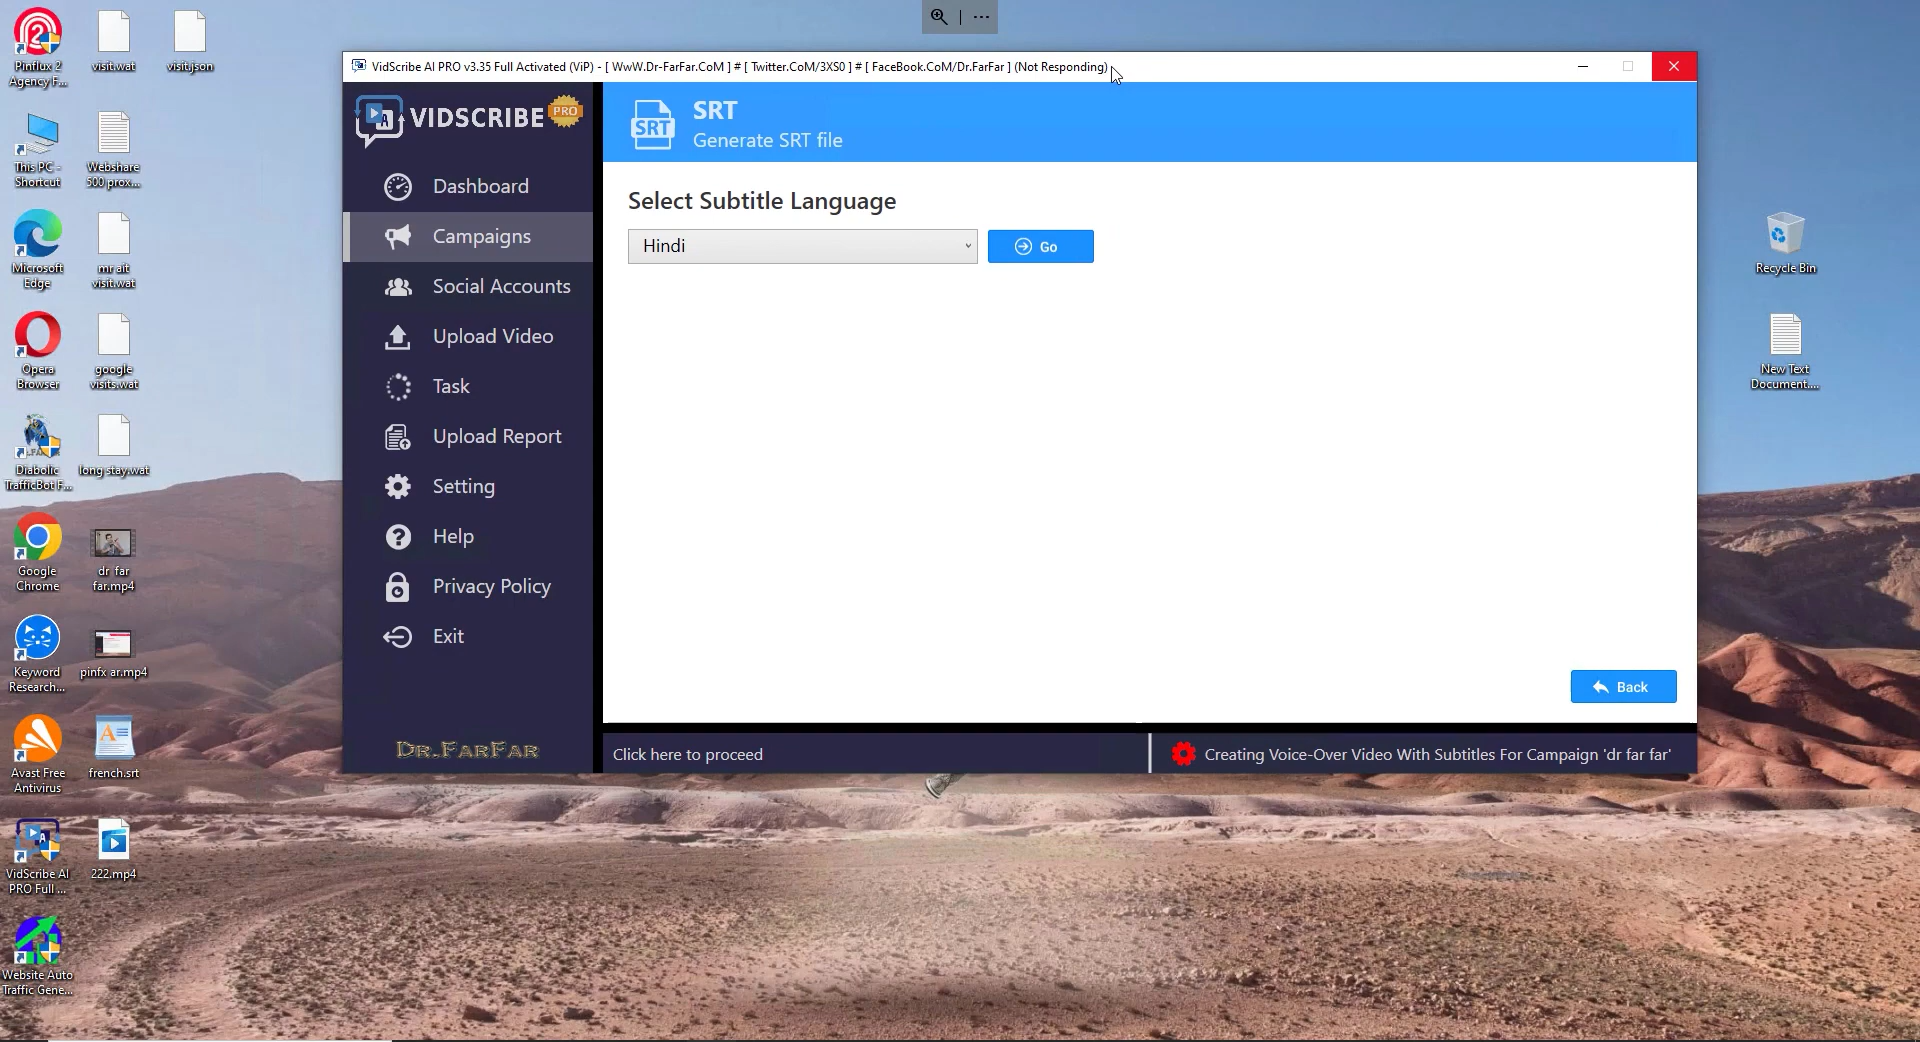 Pinflux 2
Agency F...
visit.wat
visit.json
This PC -
Shortcut
Webshare
500 prox...
Microsoft
Edge
mr ait
visit.wat
Opera
Browser
google
visits.wat
Diabolic
TrafficBot F...
long stay.wat
Google
Chrome
dr far
far.mp4
Keyword
Research...
pinfx ar.mp4
Avast Free
Antivirus
french.srt
VidScribe AI
PRO Full ...
222.mp4
Website Auto
Traffic Gene...
VidScribe AI PRO v3.35 Full Activated (ViP) - [ WwW.Dr-FarFar.CoM ] # [ Twitter.CoM/3XS0 ] # [ FaceBook.CoM/Dr.FarFar ] (Not Responding)
VIDSCRIBE PRO
Dashboard
Campaigns
Social Accounts
Upload Video
Task
Upload Report
Setting
Help
Privacy Policy
Exit
Dr.FarFar
SRT
SRT
Generate SRT file
Select Subtitle Language
Hindi
Go
Back
Click here to proceed
Creating Voice-Over Video With Subtitles For Campaign 'dr far far'
Recycle Bin
New Text
Document....